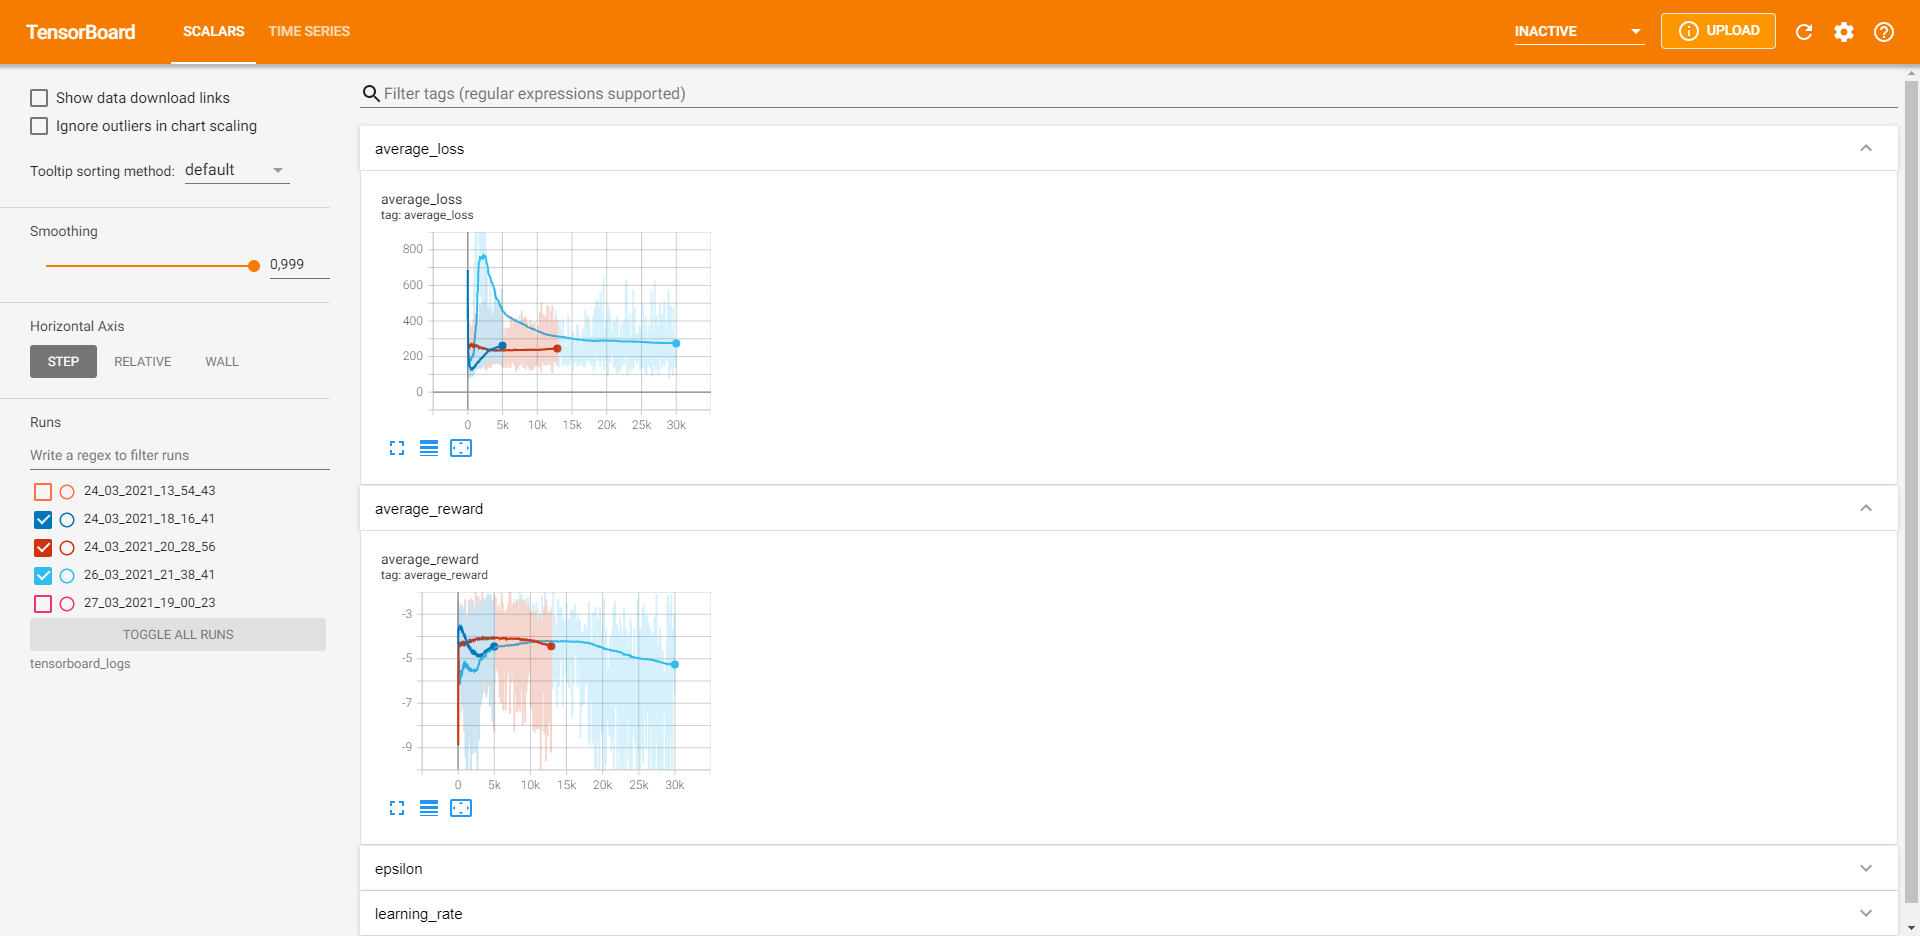 TensorBoard SCALARS TIME SERIES INACTIVE UPLOAD
Show data download links
Ignore outliers in chart scaling
Tooltip sorting method: default
Smoothing
0,999
Horizontal Axis
STEP RELATIVE WALL
Runs
Write a regex to filter runs
24_03_2021_13_54_43
24_03_2021_18_16_41
24_03_2021_20_28_56
26_03_2021_21_38_41
27_03_2021_19_00_23
TOGGLE ALL RUNS
tensorboard_logs
Filter tags (regular expressions supported)
average_loss
average_loss
tag: average_loss
800
600
400
200
0
0 5k 10k 15k 20k 25k 30k
average_reward
average_reward
tag: average_reward
-3
-5
-7
-9
0 5k 10k 15k 20k 25k 30k
epsilon
learning_rate